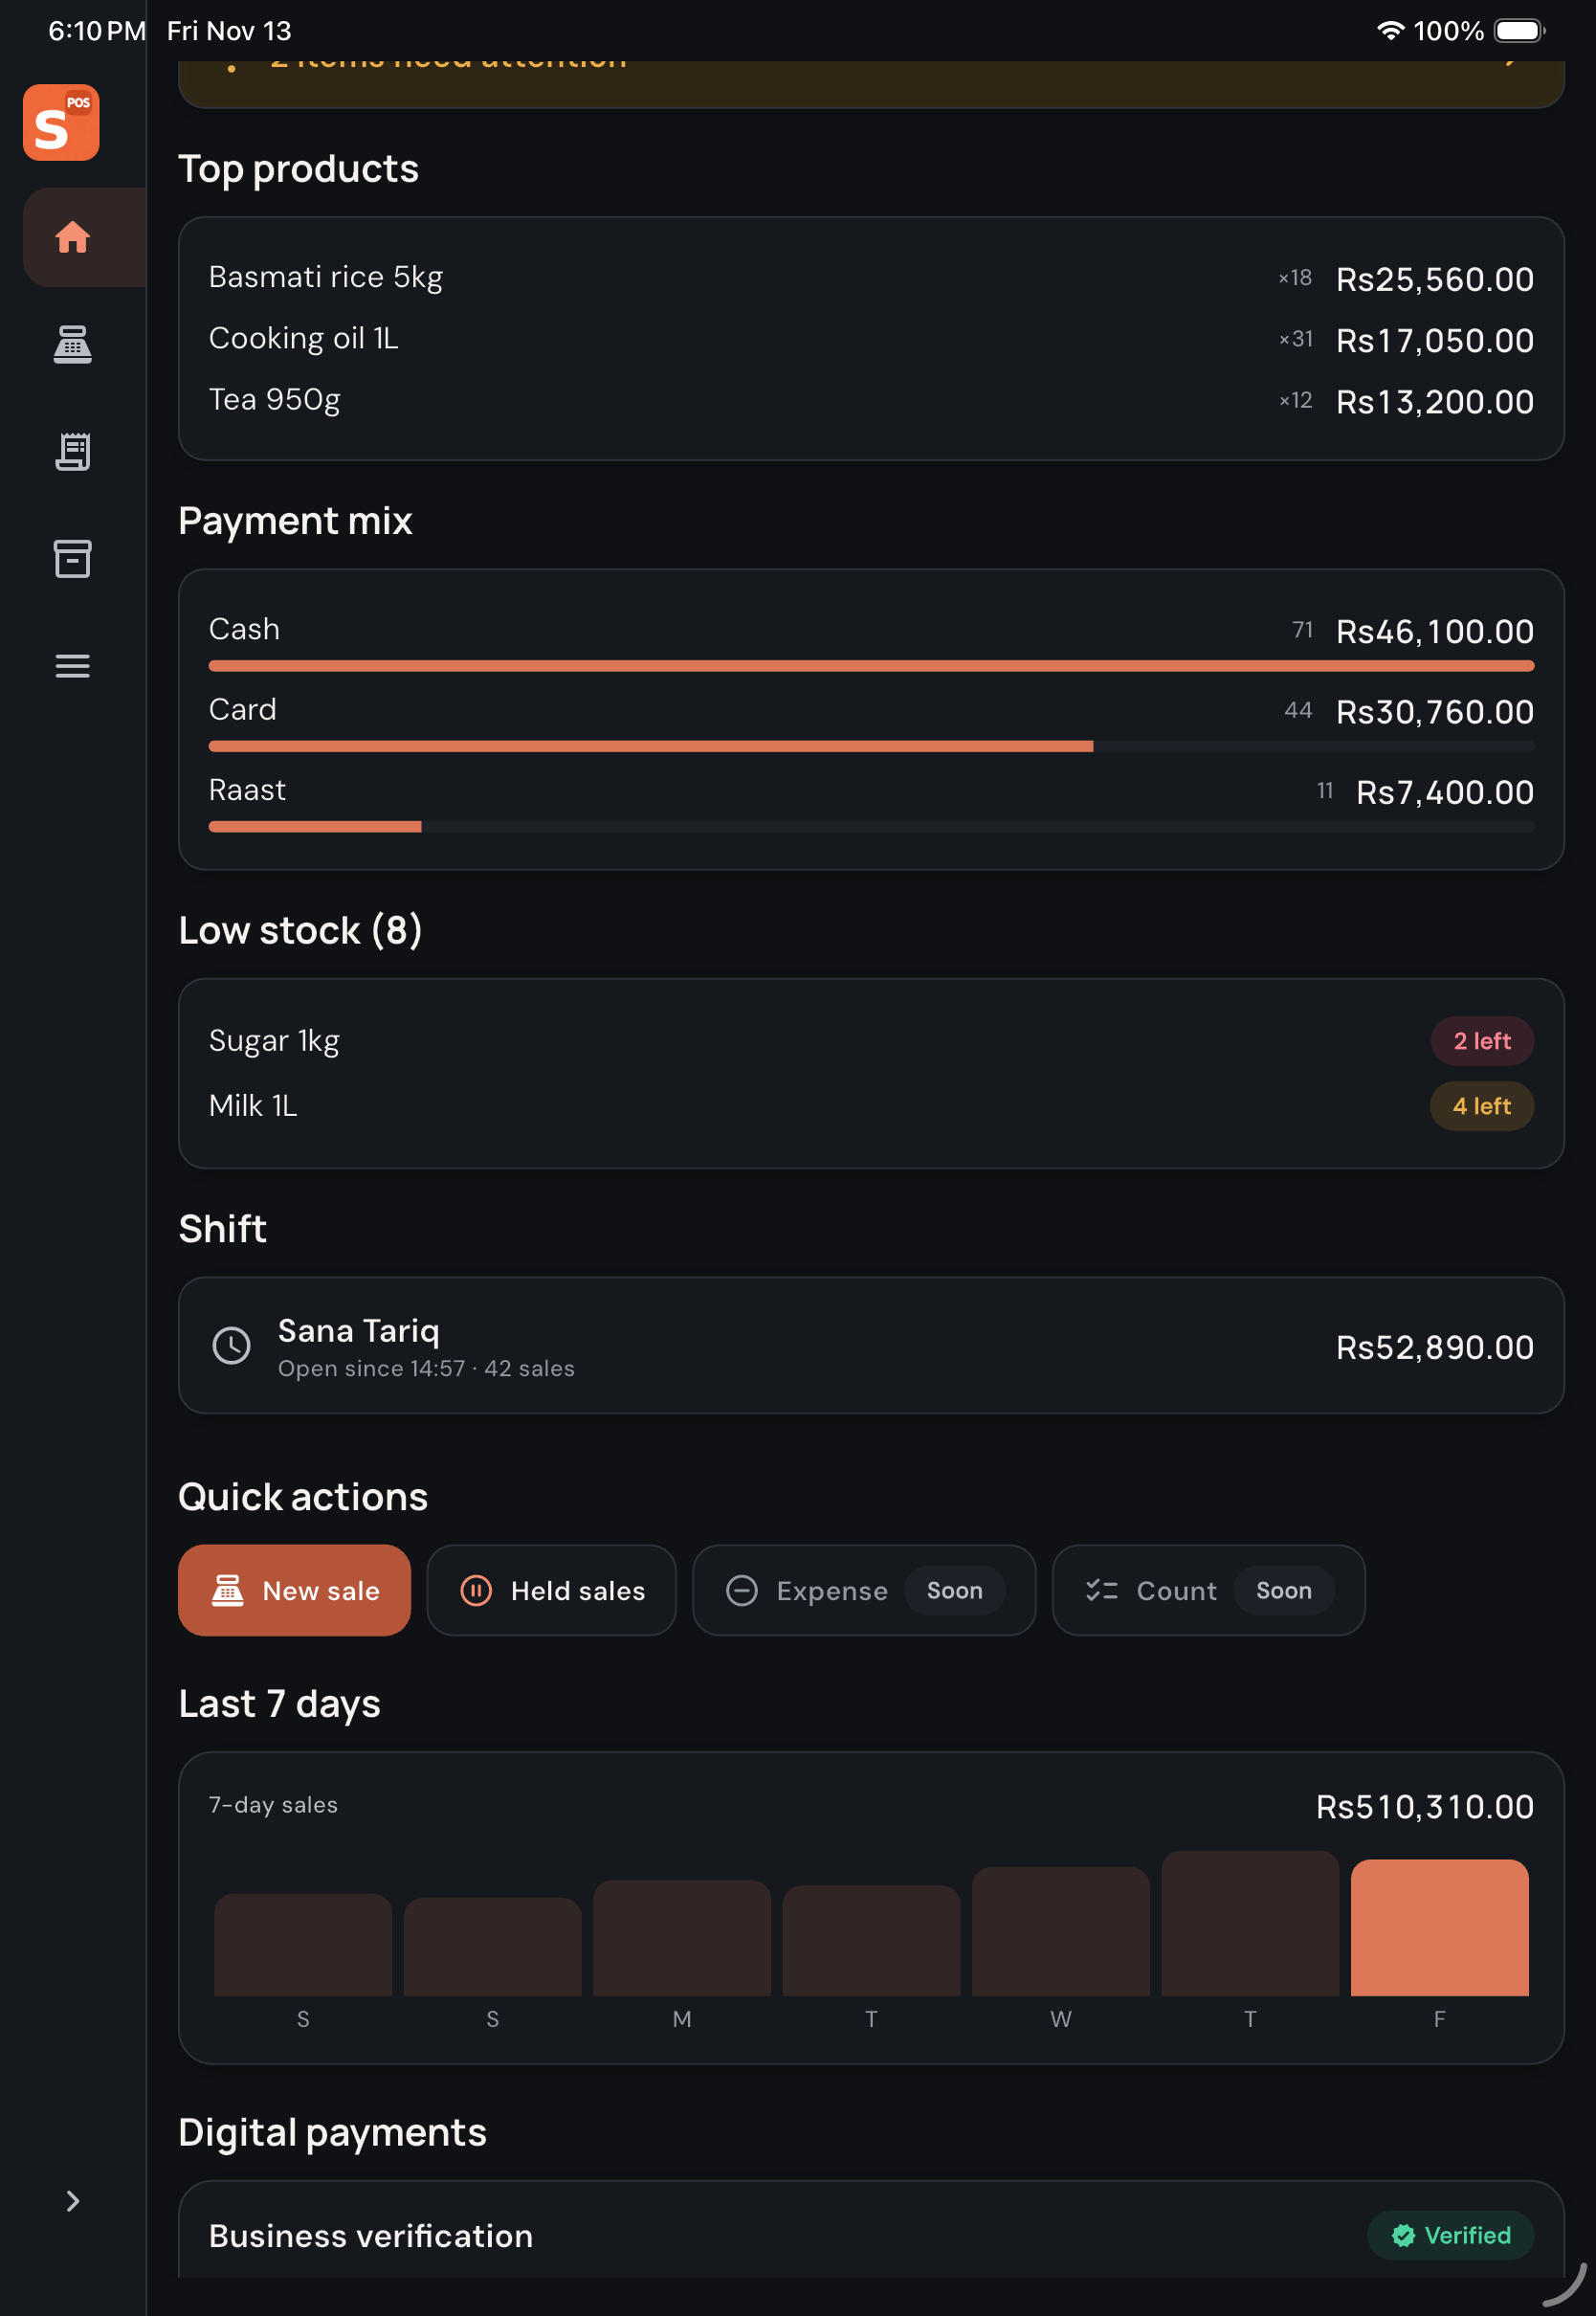 6:10 PM Fri Nov 13 100%
POS
S
2 items need attention
Top products
Basmati rice 5kg ×18 Rs25,560.00
Cooking oil 1L ×31 Rs17,050.00
Tea 950g ×12 Rs13,200.00
Payment mix
Cash 71 Rs46,100.00
Card 44 Rs30,760.00
Raast 11 Rs7,400.00
Low stock (8)
Sugar 1kg 2 left
Milk 1L 4 left
Shift
Sana Tariq
Open since 14:57 · 42 sales
Rs52,890.00
Quick actions
New sale Held sales Expense Soon Count Soon
Last 7 days
7-day sales Rs510,310.00
S S M T W T F
Digital payments
Business verification Verified